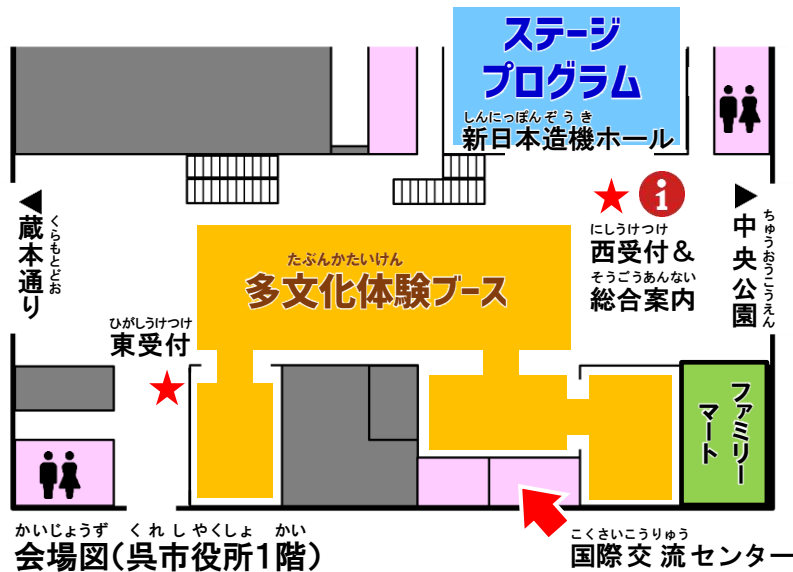 ステージ
プログラム
しんにっぽんぞうき
新日本造機ホール
i
にしうけつけ
西受付&
そうごうあんない
総合案内
くらもとどお
蔵本通り
ちゅうおうこうえん
中央公園
たぶんかたいけん
多文化体験ブース
ひがしうけつけ
東受付
ファミリー
マート
かいじょうず くれしやくしょ かい
会場図(呉市役所1階)
こくさいこうりゅう
国際交流センター